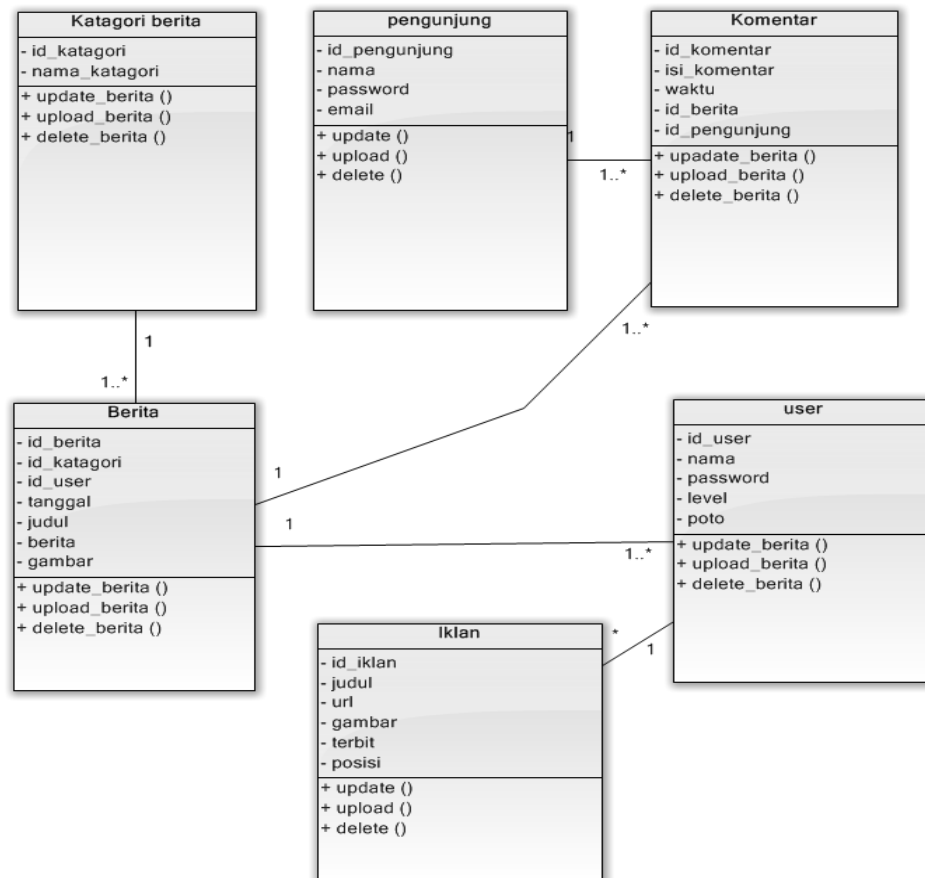 Katagori berita
- id_katagori
- nama_katagori
+ update_berita ()
+ upload_berita ()
+ delete_berita ()
pengunjung
- id_pengunjung
- nama
- password
- email
+ update ()
+ upload ()
+ delete ()
Komentar
- id_komentar
- isi_komentar
- waktu
- id_berita
- id_pengunjung
+ upadate_berita ()
+ upload_berita ()
+ delete_berita ()
1
1..*
1
1..*
1..*
1
Berita
- id_berita
- id_katagori
- id_user
- tanggal
- judul
- berita
- gambar
+ update_berita ()
+ upload_berita ()
+ delete_berita ()
1
1..*
user
- id_user
- nama
- password
- level
- poto
+ update_berita ()
+ upload_berita ()
+ delete_berita ()
*
1
Iklan
- id_iklan
- judul
- url
- gambar
- terbit
- posisi
+ update ()
+ upload ()
+ delete ()